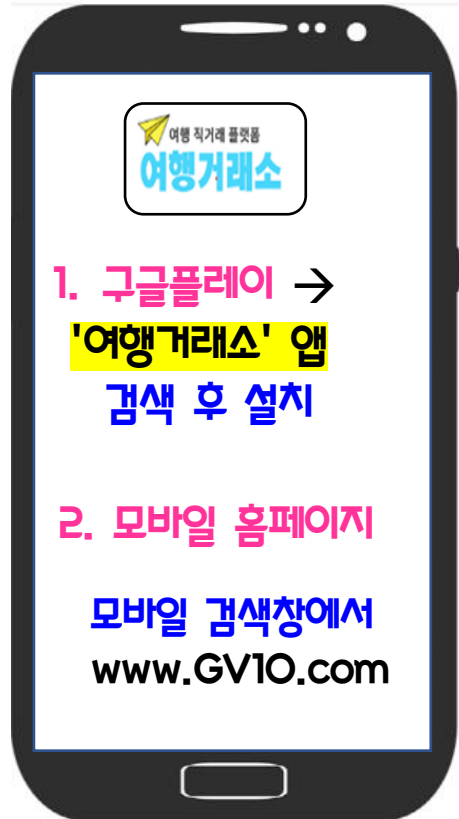 여행 직거래 플랫폼
여행거래소
1. 구글플레이 →
'여행거래소' 앱
검색 후 설치
2. 모바일 홈페이지
모바일 검색창에서
www.GV10.com